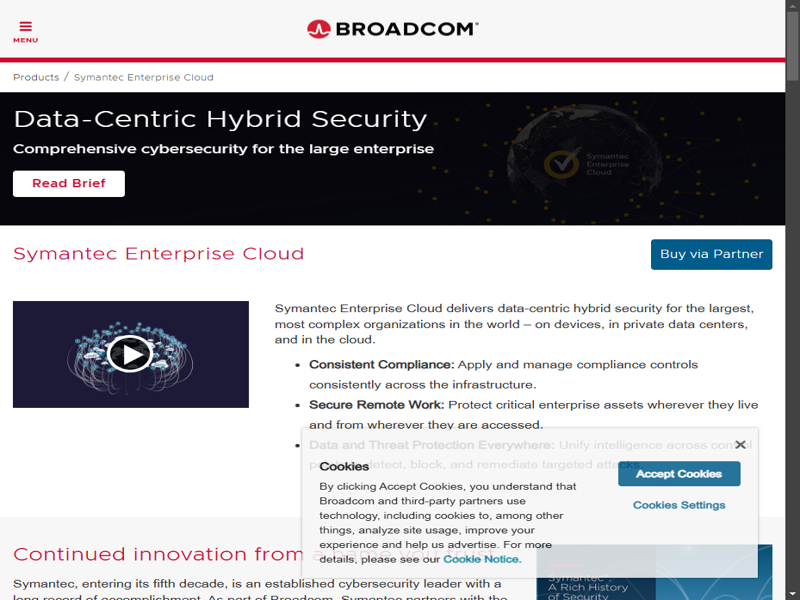 MENU
BROADCOM®
Products / Symantec Enterprise Cloud
Data-Centric Hybrid Security
Comprehensive cybersecurity for the large enterprise
Read Brief
Symantec
Enterprise
Cloud
Symantec Enterprise Cloud
Buy via Partner
Symantec Enterprise Cloud delivers data-centric hybrid security for the largest,
most complex organizations in the world – on devices, in private data centers,
and in the cloud.
• Consistent Compliance: Apply and manage compliance controls
consistently across the infrastructure.
• Secure Remote Work: Protect critical enterprise assets wherever they live
and from wherever they are accessed.
• Data and Threat Protection Everywhere: Unify intelligence across control
detect, block, and remediate targeted attacks.
Cookies
By clicking Accept Cookies, you understand that
Broadcom and third-party partners use
technology, including cookies to, among other
things, analyze site usage, improve your
experience and help us advertise. For more
details, please see our Cookie Notice.
Accept Cookies
Cookies Settings
Continued innovation from a name you trust
Symantec, entering its fifth decade, is an established cybersecurity leader with a
long record of accomplishment. As part of Broadcom, Symantec partners with the
Symantec:
A Rich History
of Security